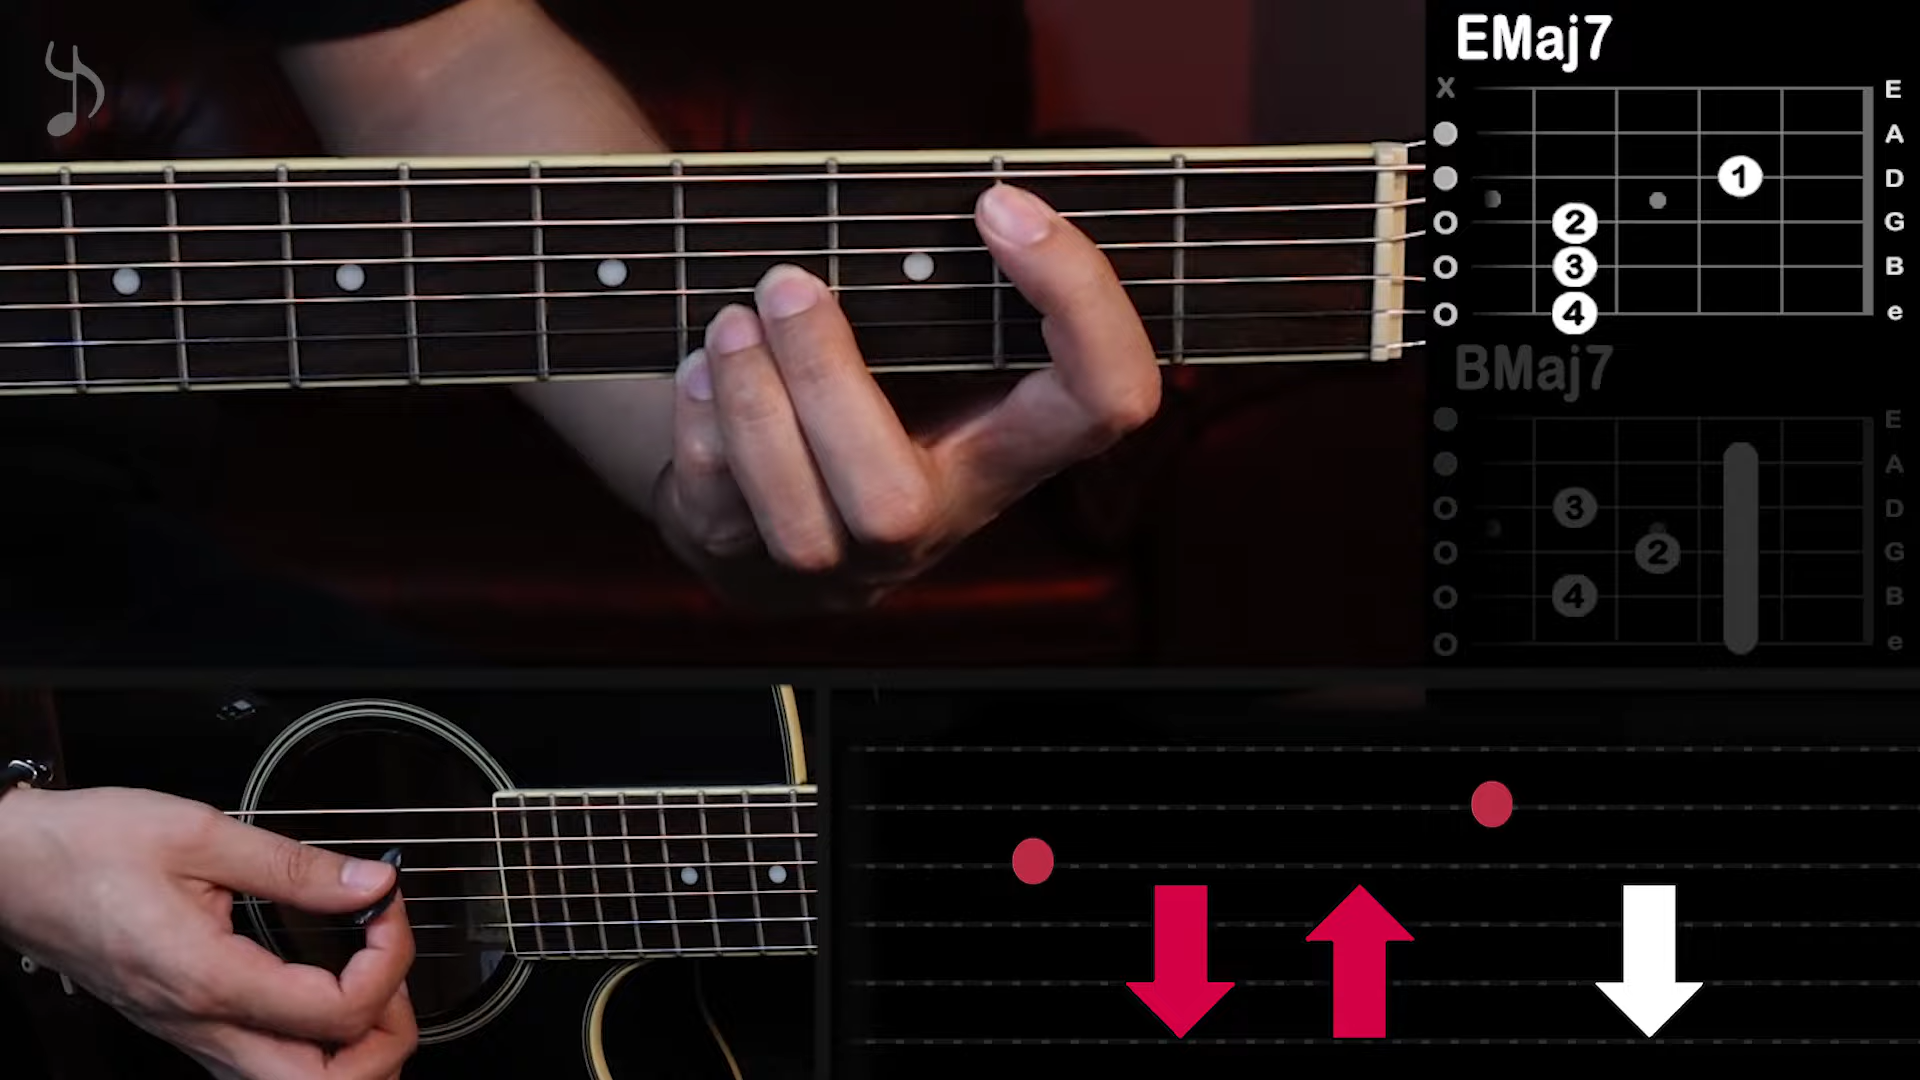 EMaj7
X E
A
1 D
O 2 G
O 3 B
O 4 e
BMaj7
E
A
O 3 D
O 2 G
O 4 B
O e